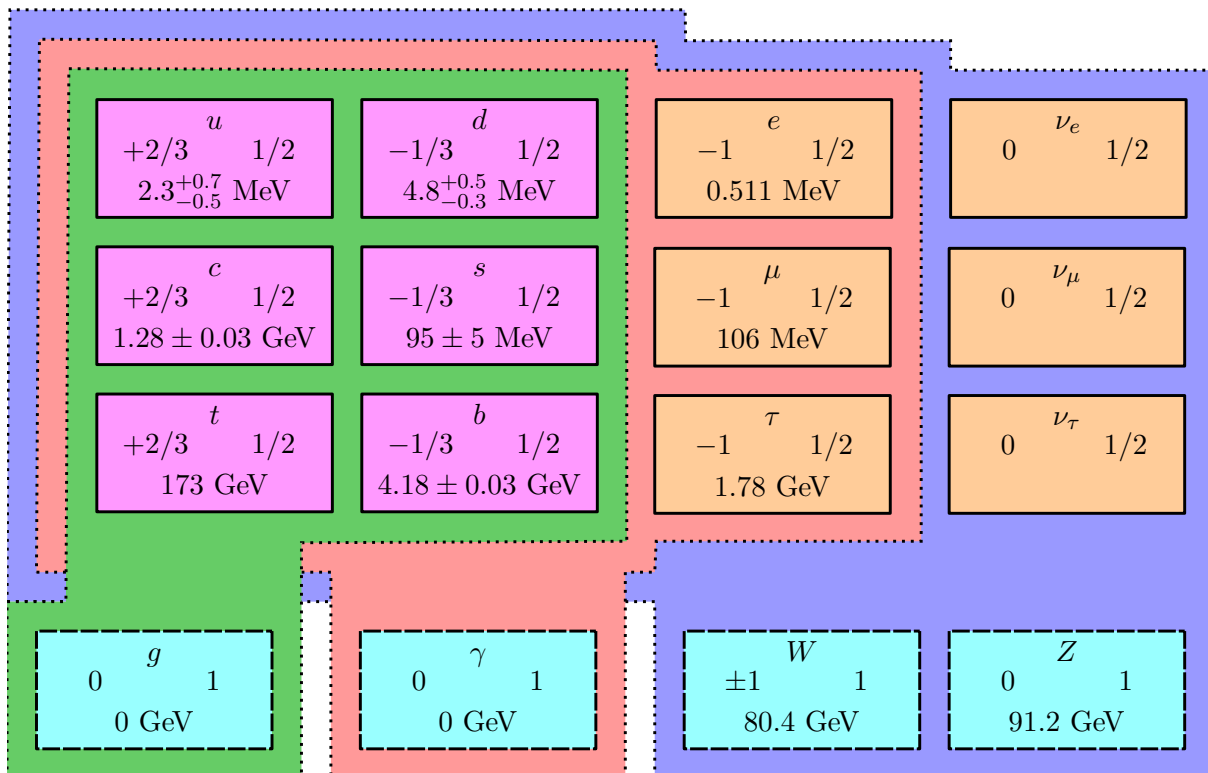 u d e ν_e
+2/3 1/2 −1/3 1/2 −1 1/2 0 1/2
2.3^{+0.7}_{−0.5} MeV 4.8^{+0.5}_{−0.3} MeV 0.511 MeV
c s μ ν_μ
+2/3 1/2 −1/3 1/2 −1 1/2 0 1/2
1.28 ± 0.03 GeV 95 ± 5 MeV 106 MeV
t b τ ν_τ
+2/3 1/2 −1/3 1/2 −1 1/2 0 1/2
173 GeV 4.18 ± 0.03 GeV 1.78 GeV
g γ W Z
0 1 0 1 ±1 1 0 1
0 GeV 0 GeV 80.4 GeV 91.2 GeV